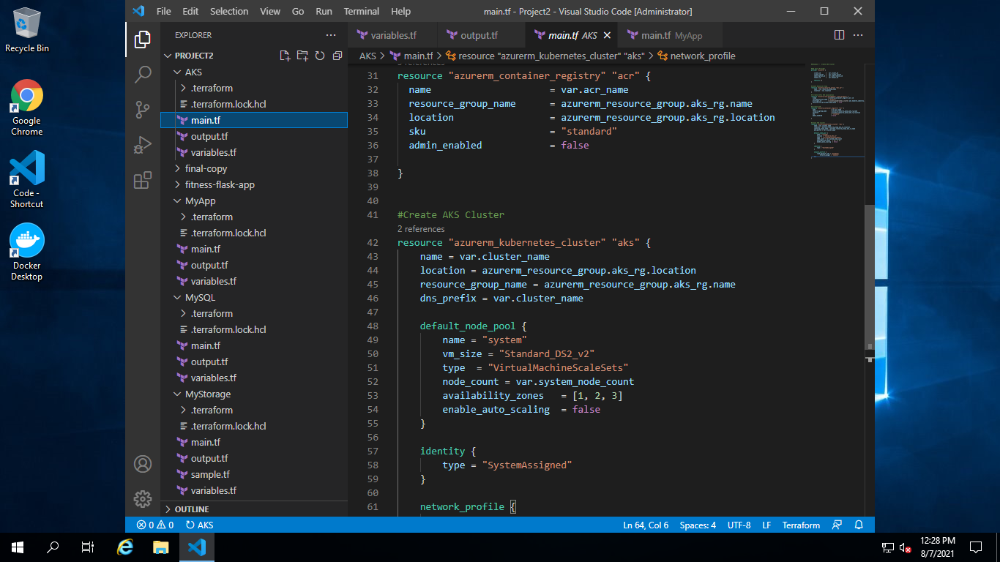 Recycle Bin
Google
Chrome
Code -
Shortcut
Docker
Desktop
File Edit Selection View Go Run Terminal Help
main.tf - Project2 - Visual Studio Code [Administrator]
EXPLORER
PROJECT2
AKS
.terraform
.terraform.lock.hcl
main.tf
output.tf
variables.tf
final-copy
fitness-flask-app
MyApp
.terraform
.terraform.lock.hcl
main.tf
output.tf
variables.tf
MySQL
.terraform
.terraform.lock.hcl
main.tf
output.tf
variables.tf
MyStorage
.terraform
.terraform.lock.hcl
main.tf
output.tf
sample.tf
variables.tf
OUTLINE
variables.tf output.tf main.tf AKS main.tf MyApp
AKS > main.tf > resource "azurerm_kubernetes_cluster" "aks" > network_profile
31 resource "azurerm_container_registry" "acr" {
32 name = var.acr_name
33 resource_group_name = azurerm_resource_group.aks_rg.name
34 location = azurerm_resource_group.aks_rg.location
35 sku = "standard"
36 admin_enabled = false
37
38 }
39
40
41 #Create AKS Cluster
2 references
42 resource "azurerm_kubernetes_cluster" "aks" {
43 name = var.cluster_name
44 location = azurerm_resource_group.aks_rg.location
45 resource_group_name = azurerm_resource_group.aks_rg.name
46 dns_prefix = var.cluster_name
47
48 default_node_pool {
49 name = "system"
50 vm_size = "Standard_DS2_v2"
51 type = "VirtualMachineScaleSets"
52 node_count = var.system_node_count
53 availability_zones = [1, 2, 3]
54 enable_auto_scaling = false
55 }
56
57 identity {
58 type = "SystemAssigned"
59 }
60
61 network_profile {
0 0 AKS
Ln 64, Col 6 Spaces: 4 UTF-8 LF Terraform
12:28 PM
8/7/2021